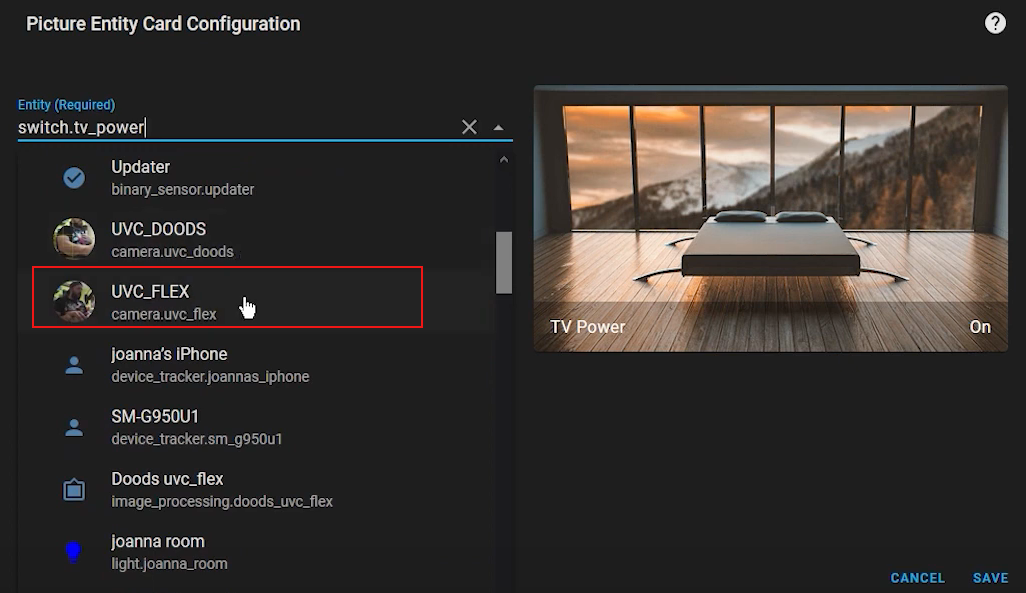 Picture Entity Card Configuration
?
Entity (Required)
switch.tv_power
Updater
binary_sensor.updater
UVC_DOODS
camera.uvc_doods
UVC_FLEX
camera.uvc_flex
joanna’s iPhone
device_tracker.joannas_iphone
SM-G950U1
device_tracker.sm_g950u1
Doods uvc_flex
image_processing.doods_uvc_flex
joanna room
light.joanna_room
TV Power On
CANCEL SAVE